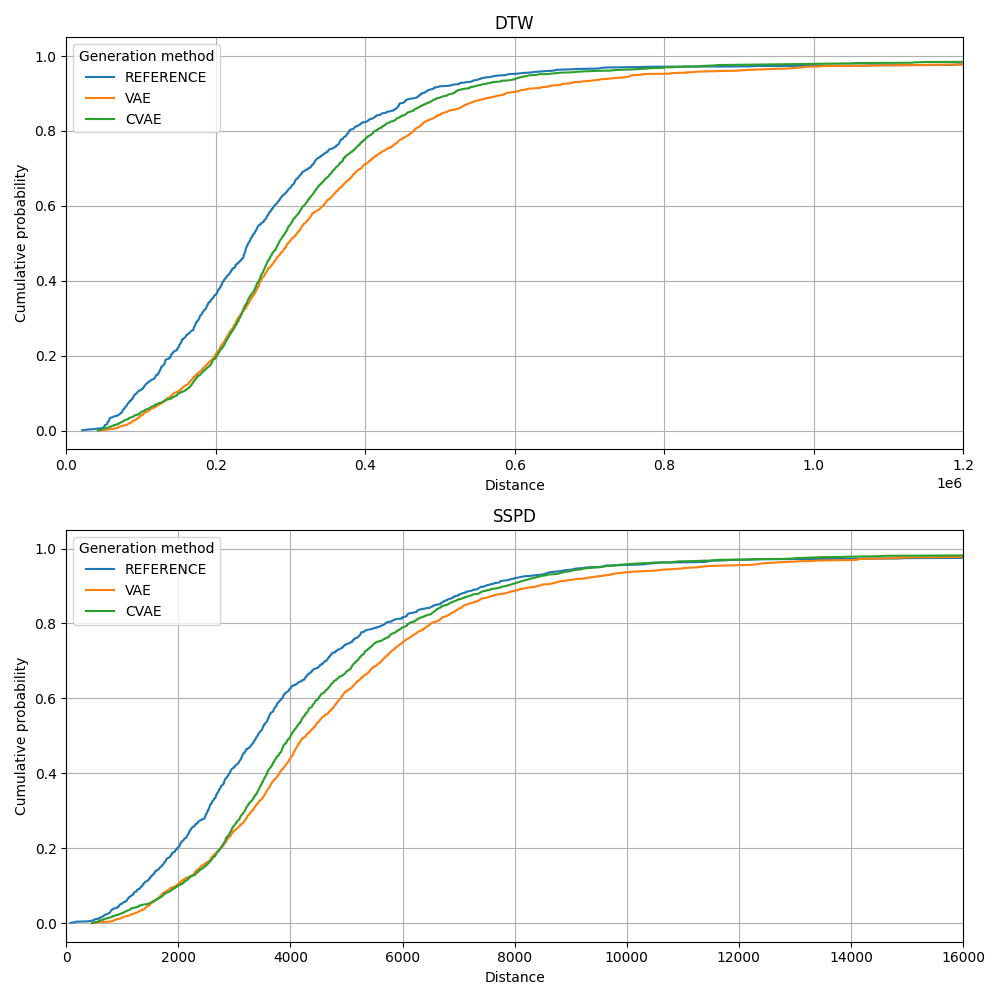 DTW
Generation method
REFERENCE
VAE
CVAE
Cumulative probability
1.0
0.8
0.6
0.4
0.2
0.0
0.0 0.2 0.4 0.6 0.8 1.0 1.2
1e6
Distance
SSPD
Generation method
REFERENCE
VAE
CVAE
Cumulative probability
1.0
0.8
0.6
0.4
0.2
0.0
0 2000 4000 6000 8000 10000 12000 14000 16000
Distance